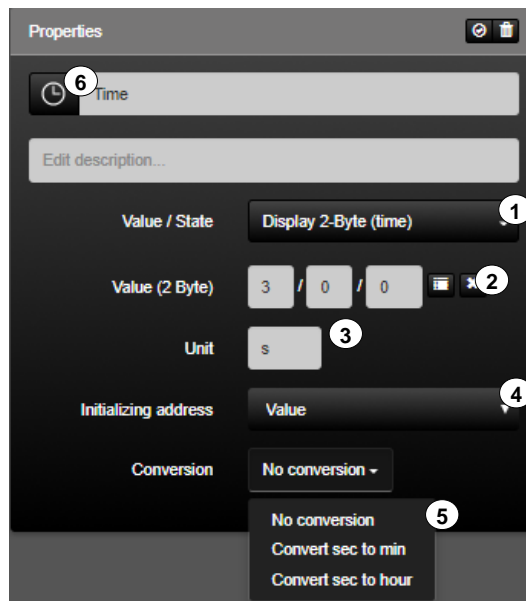 Properties
6
Time
Edit description...
1
Value / State Display 2-Byte (time)
Value (2 Byte) 3 / 0 / 0 2
Unit s 3
Initializing address Value 4
Conversion No conversion
No conversion 5
Convert sec to min
Convert sec to hour